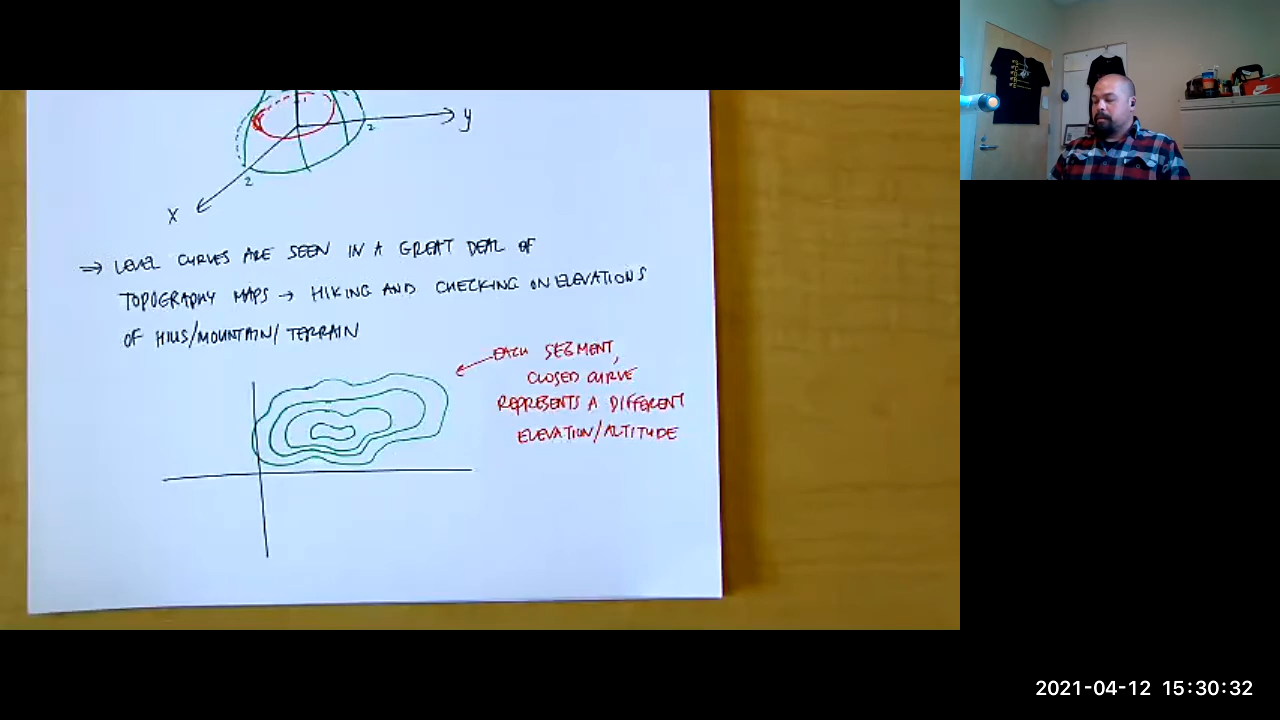 y
2
2
X
⇒ LEVEL CURVES ARE SEEN IN A GREAT DEAL OF
TOPOGRAPHY MAPS → HIKING AND CHECKING ON ELEVATIONS
OF HILLS/MOUNTAIN/TERRAIN
EACH SEGMENT,
CLOSED CURVE
REPRESENTS A DIFFERENT
ELEVATION/ALTITUDE
2021-04-12 15:30:32